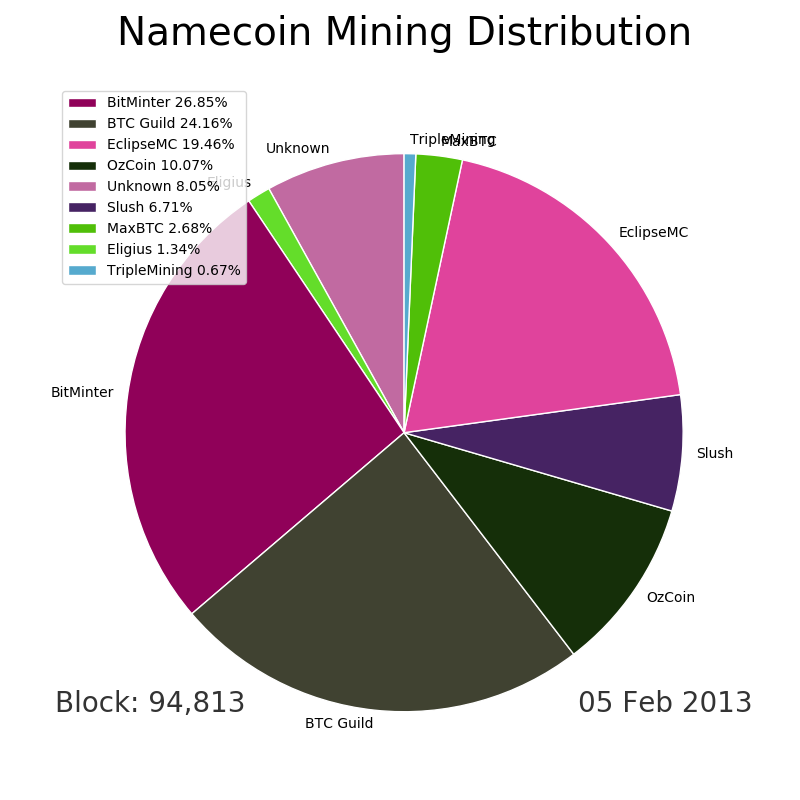 Namecoin Mining Distribution
BitMinter 26.85%
BTC Guild 24.16%
EclipseMC 19.46%
OzCoin 10.07%
Unknown 8.05%
Slush 6.71%
MaxBTC 2.68%
Eligius 1.34%
TripleMining 0.67%
TripleMining
MaxBTC
Unknown
Eligius
EclipseMC
BitMinter
Slush
OzCoin
BTC Guild
Block: 94,813
05 Feb 2013